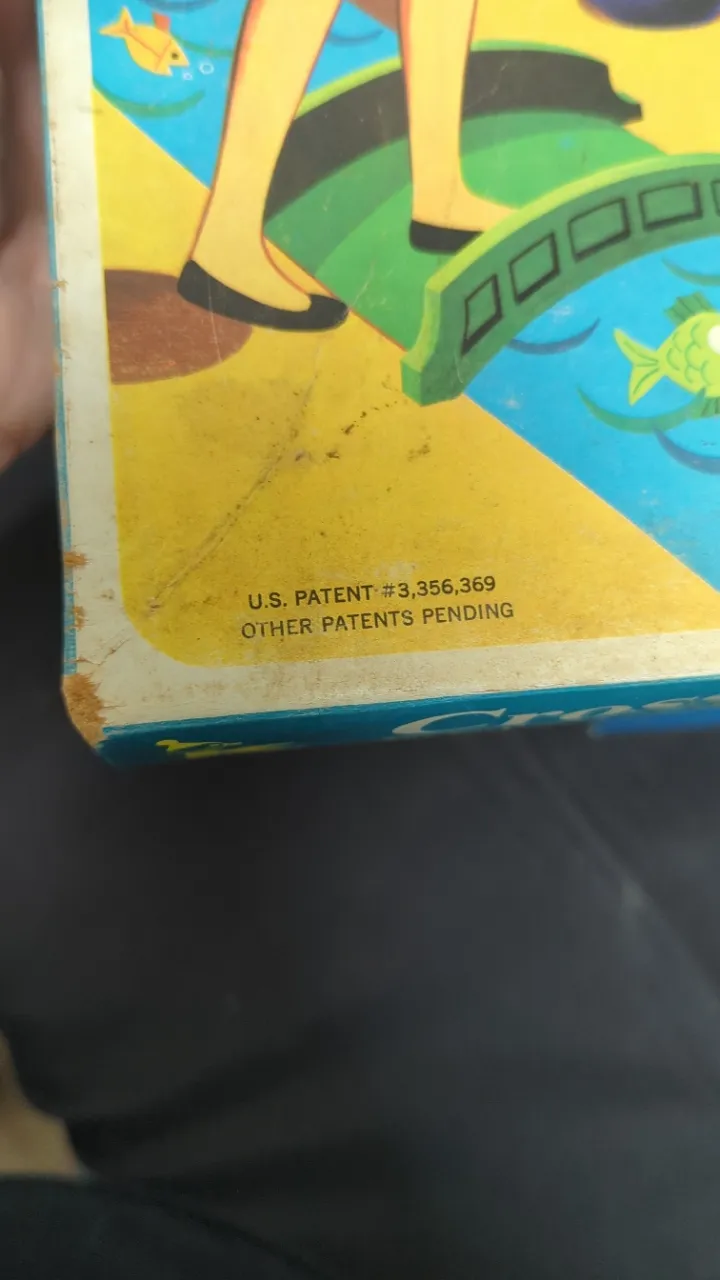 U.S. PATENT #3,356,369
OTHER PATENTS PENDING